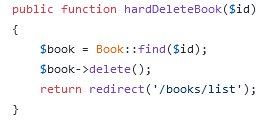 public function hardDeleteBook($id)
{
    $book = Book::find($id);
    $book->delete();
    return redirect('/books/list');
}